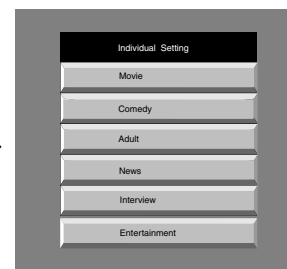 Individual Setting
Movie
Comedy
Adult
News
Interview
Entertainment